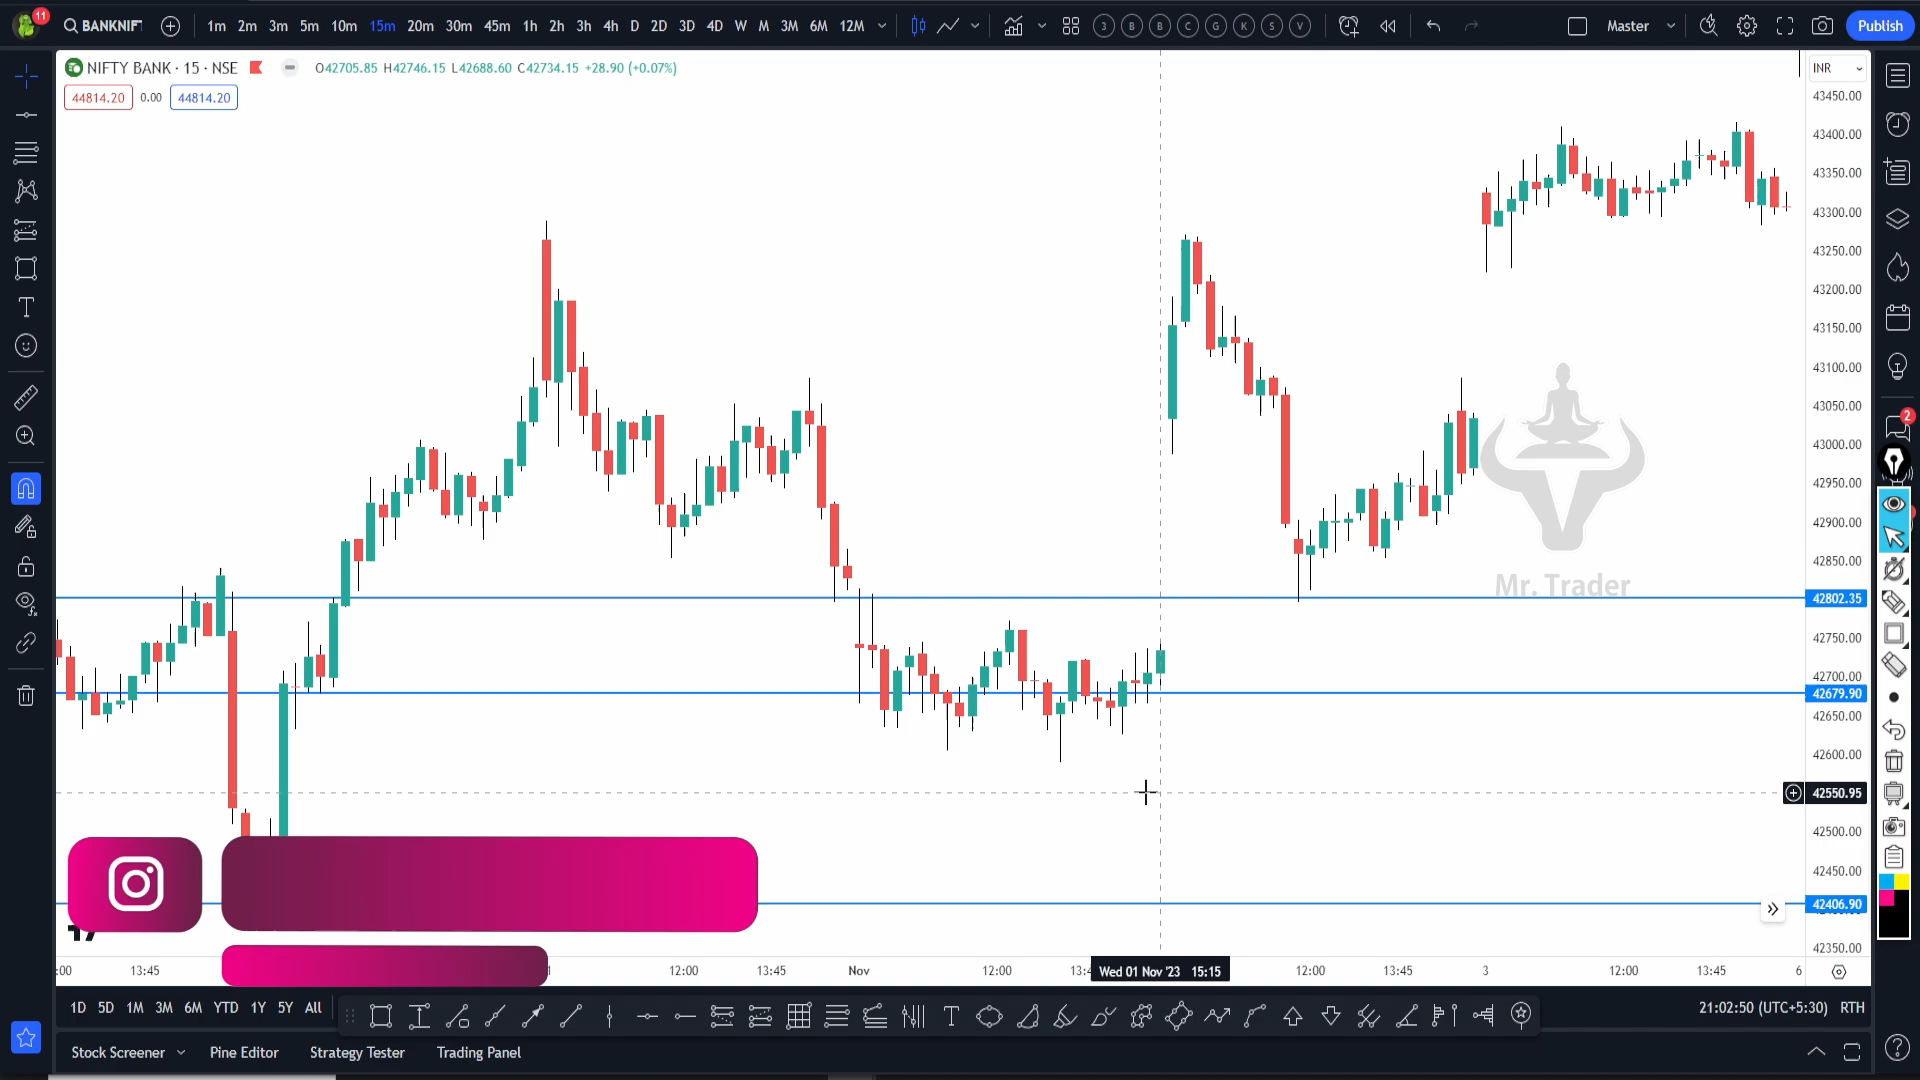 11
BANKNIF
1m 2m 3m 5m 10m 15m 20m 30m 45m 1h 2h 3h 4h D 2D 3D 4D W M 3M 6M 12M
3 B B C G K S V
Master
Publish
NIFTY BANK · 15 · NSE
O42705.85 H42746.15 L42688.60 C42734.15 +28.90 (+0.07%)
INR
44814.20 0.00 44814.20
43450.00
43400.00
43350.00
43300.00
43250.00
43200.00
43150.00
43100.00
43050.00
43000.00
42950.00
42900.00
42850.00
42802.35
42750.00
42700.00
42679.90
42650.00
42600.00
42550.95
42500.00
42450.00
42406.90
42350.00
2
Mr. Trader
:00 13:45 12:00 13:45 Nov 12:00 13:4 Wed 01 Nov '23 15:15 12:00 13:45 3 12:00 13:45 6
1D 5D 1M 3M 6M YTD 1Y 5Y All
21:02:50 (UTC+5:30) RTH
Stock Screener Pine Editor Strategy Tester Trading Panel